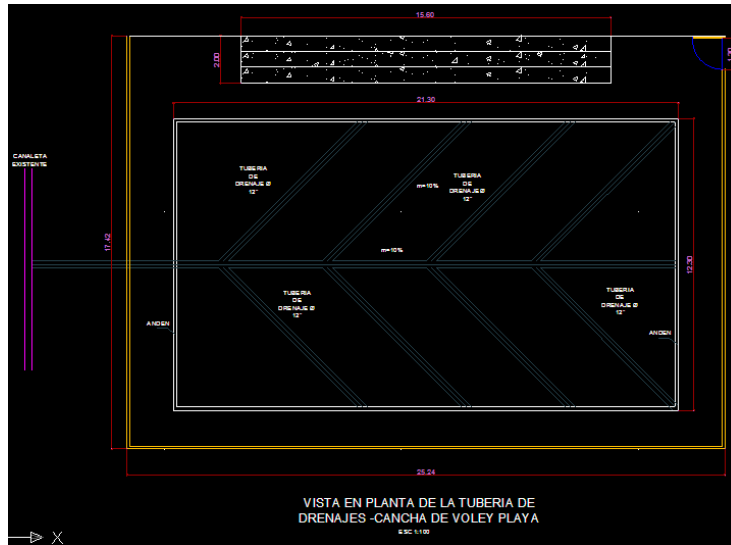 15.60
2.00
1.20
21.30
CANALETA
EXISTENTE
TUBERIA
DE
DRENAJE Ø
12"
m=10%
TUBERIA
DE
DRENAJE Ø
12"
17.42
m=10%
12.30
TUBERIA
DE
DRENAJE Ø
12"
TUBERIA
DE
DRENAJE Ø
12"
ANDEN
ANDEN
25.24
VISTA EN PLANTA DE LA TUBERIA DE
DRENAJES -CANCHA DE VOLEY PLAYA
ESC 1:100
X